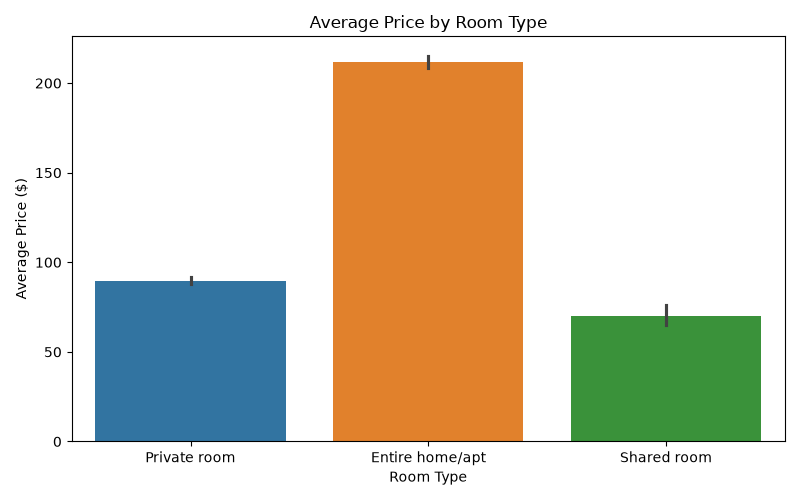 Average Price by Room Type
Average Price ($)
200
150
100
50
0
Private room
Entire home/apt
Shared room
Room Type